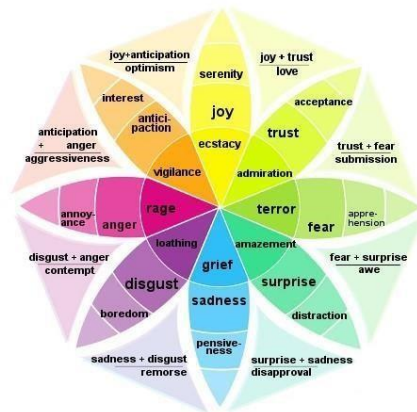 joy+anticipation
optimism
joy + trust
love
serenity
interest
acceptance
joy
antici-
paction
trust
anticipation
+ anger
aggressiveness
trust + fear
submission
ecstacy
vigilance
admiration
annoy-
ance
anger
rage
terror
fear
appre-
hension
loathing
amazement
grief
disgust + anger
contempt
fear + surprise
awe
disgust
surprise
sadness
boredom
distraction
pensive-
ness
sadness + disgust
remorse
surprise + sadness
disapproval